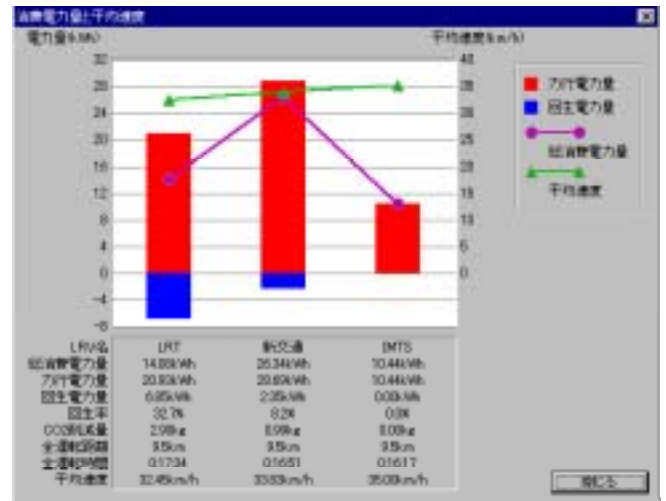 消費電力量と平均速度
電力量(kWh)
平均速度(km/h)
32
28
24
20
16
12
8
4
0
-4
-8
40
35
30
25
20
15
10
5
0
力行電力量
回生電力量
総消費電力量
平均速度
LRV名 LRT 新交通 IMTS
総消費電力量 14.08kWh 26.34kWh 10.44kWh
力行電力量 20.93kWh 28.69kWh 10.44kWh
回生電力量 6.85kWh 2.35kWh 0.00kWh
回生率 32.7% 8.2% 0.0%
CO2削減量 2.90kg 0.99kg 0.00kg
全運転距離 9.5km 9.5km 9.5km
全運転時間 0:17:34 0:16:51 0:16:17
平均速度 32.45km/h 33.83km/h 35.00km/h
閉じる